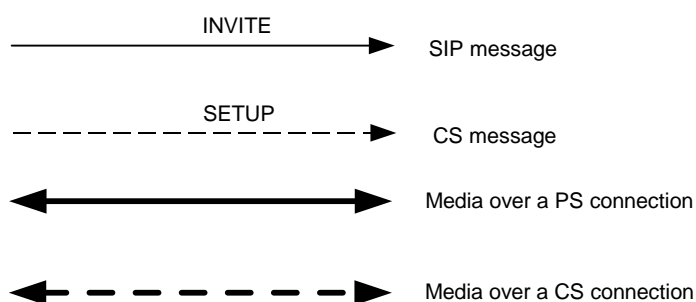 INVITE
SIP message
SETUP
CS message
Media over a PS connection
Media over a CS connection